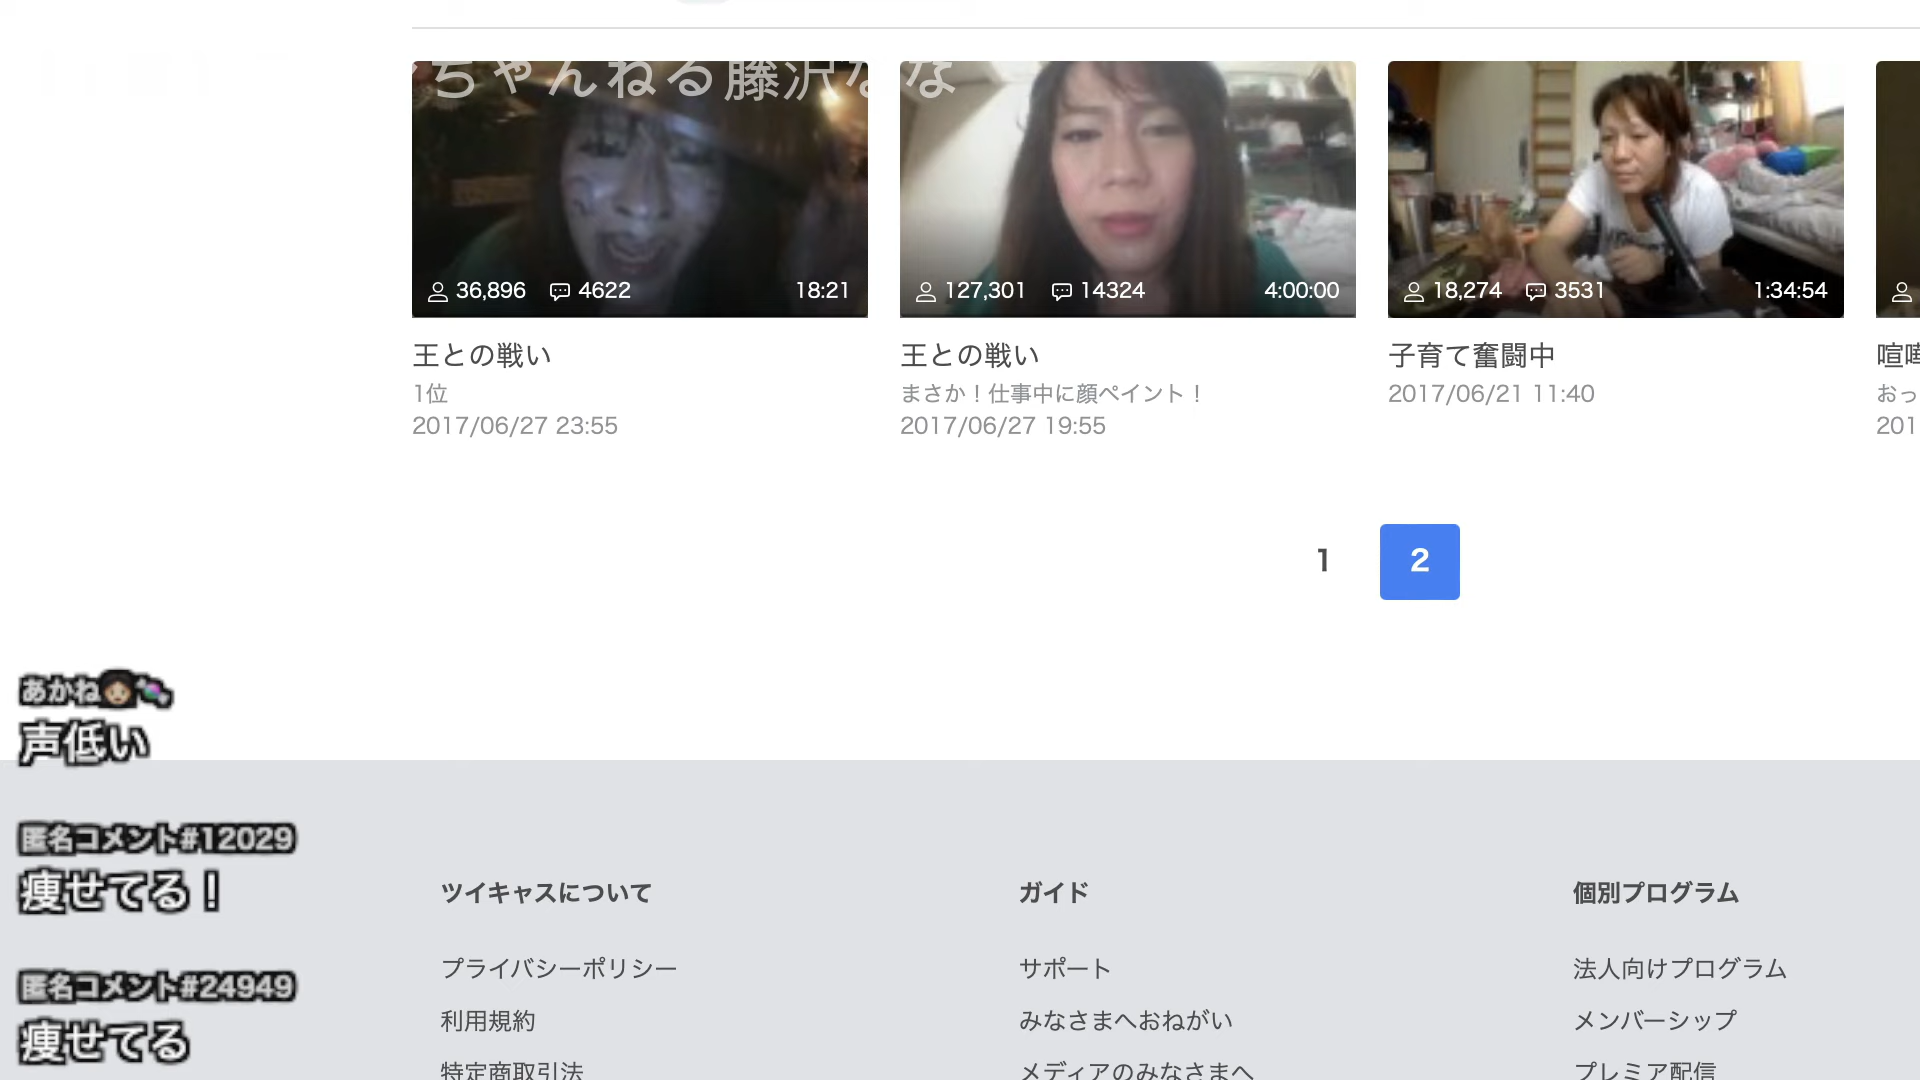 ちゃんねる藤沢なな
36,896 4622 18:21
127,301 14324 4:00:00
18,274 3531 1:34:54
王との戦い
1位
2017/06/27 23:55
王との戦い
まさか！仕事中に顔ペイント！
2017/06/27 19:55
子育て奮闘中
2017/06/21 11:40
喧嘩
おっ
201
1 2
あかね
声低い
匿名コメント#12029
痩せてる！
匿名コメント#24949
痩せてる
ツイキャスについて
プライバシーポリシー
利用規約
特定商取引法
ガイド
サポート
みなさまへおねがい
メディアのみなさまへ
個別プログラム
法人向けプログラム
メンバーシップ
プレミア配信